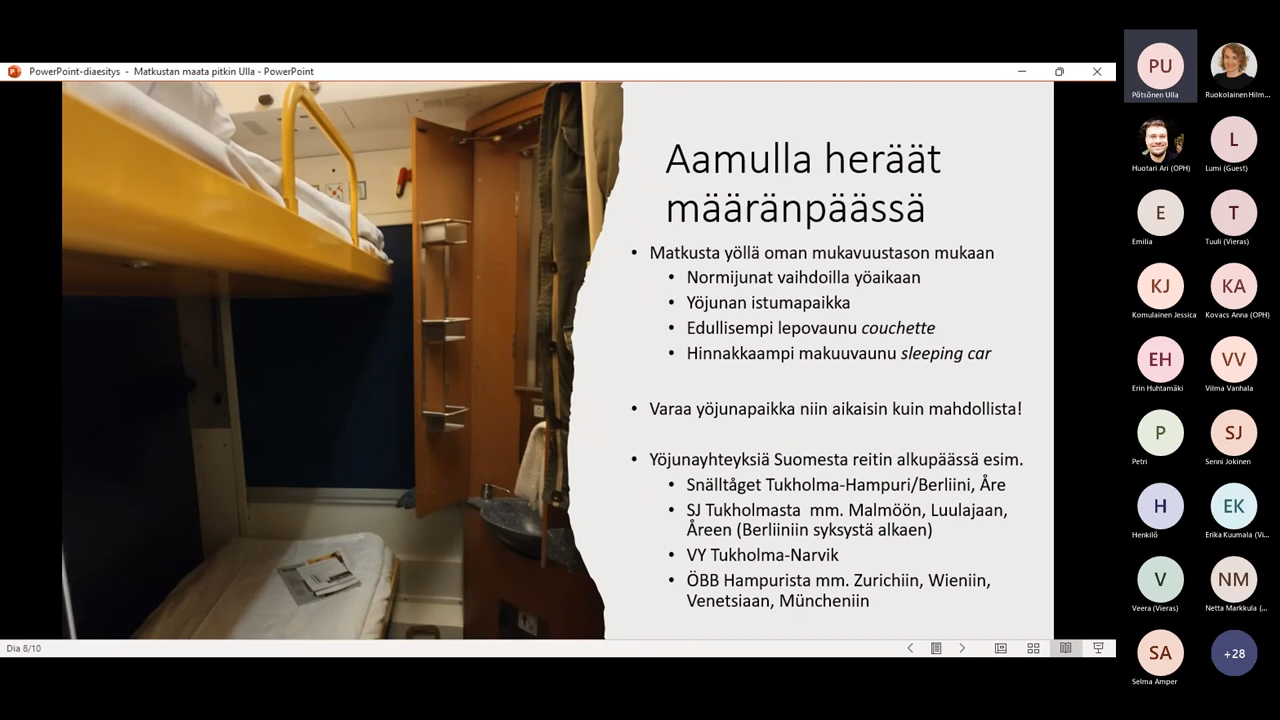 PowerPoint-diaesitys - Matkustan maata pitkin Ulla - PowerPoint
Aamulla heräät
määränpäässä
• Matkusta yöllä oman mukavuustason mukaan
• Normijunat vaihdoilla yöaikaan
• Yöjunan istumapaikka
• Edullisempi lepovaunu couchette
• Hinnakkaampi makuuvaunu sleeping car
• Varaa yöjunapaikka niin aikaisin kuin mahdollista!
• Yöjunayhteyksiä Suomesta reitin alkupäässä esim.
• Snälltåget Tukholma-Hampuri/Berliini, Åre
• SJ Tukholmasta mm. Malmöön, Luulajaan,
Åreen (Berliiniin syksystä alkaen)
• VY Tukholma-Narvik
• ÖBB Hampurista mm. Zurichiin, Wieniin,
Venetsiaan, Müncheniin
Dia 8/10
PU
Pötsönen Ulla
Ruokolainen Hilm...
Huotari Ari (OPH)
L
Lumi (Guest)
E
Emilia
T
Tuuli (Vieras)
KJ
Komulainen Jessica
KA
Kovacs Anna (OPH)
EH
Erin Huhtamäki
VV
Vilma Vanhala
P
Petri
SJ
Senni Jokinen
H
Henkilö
EK
Erika Kuumala (Vi...
V
Veera (Vieras)
NM
Netta Markkula (...
SA
Selma Amper
+28